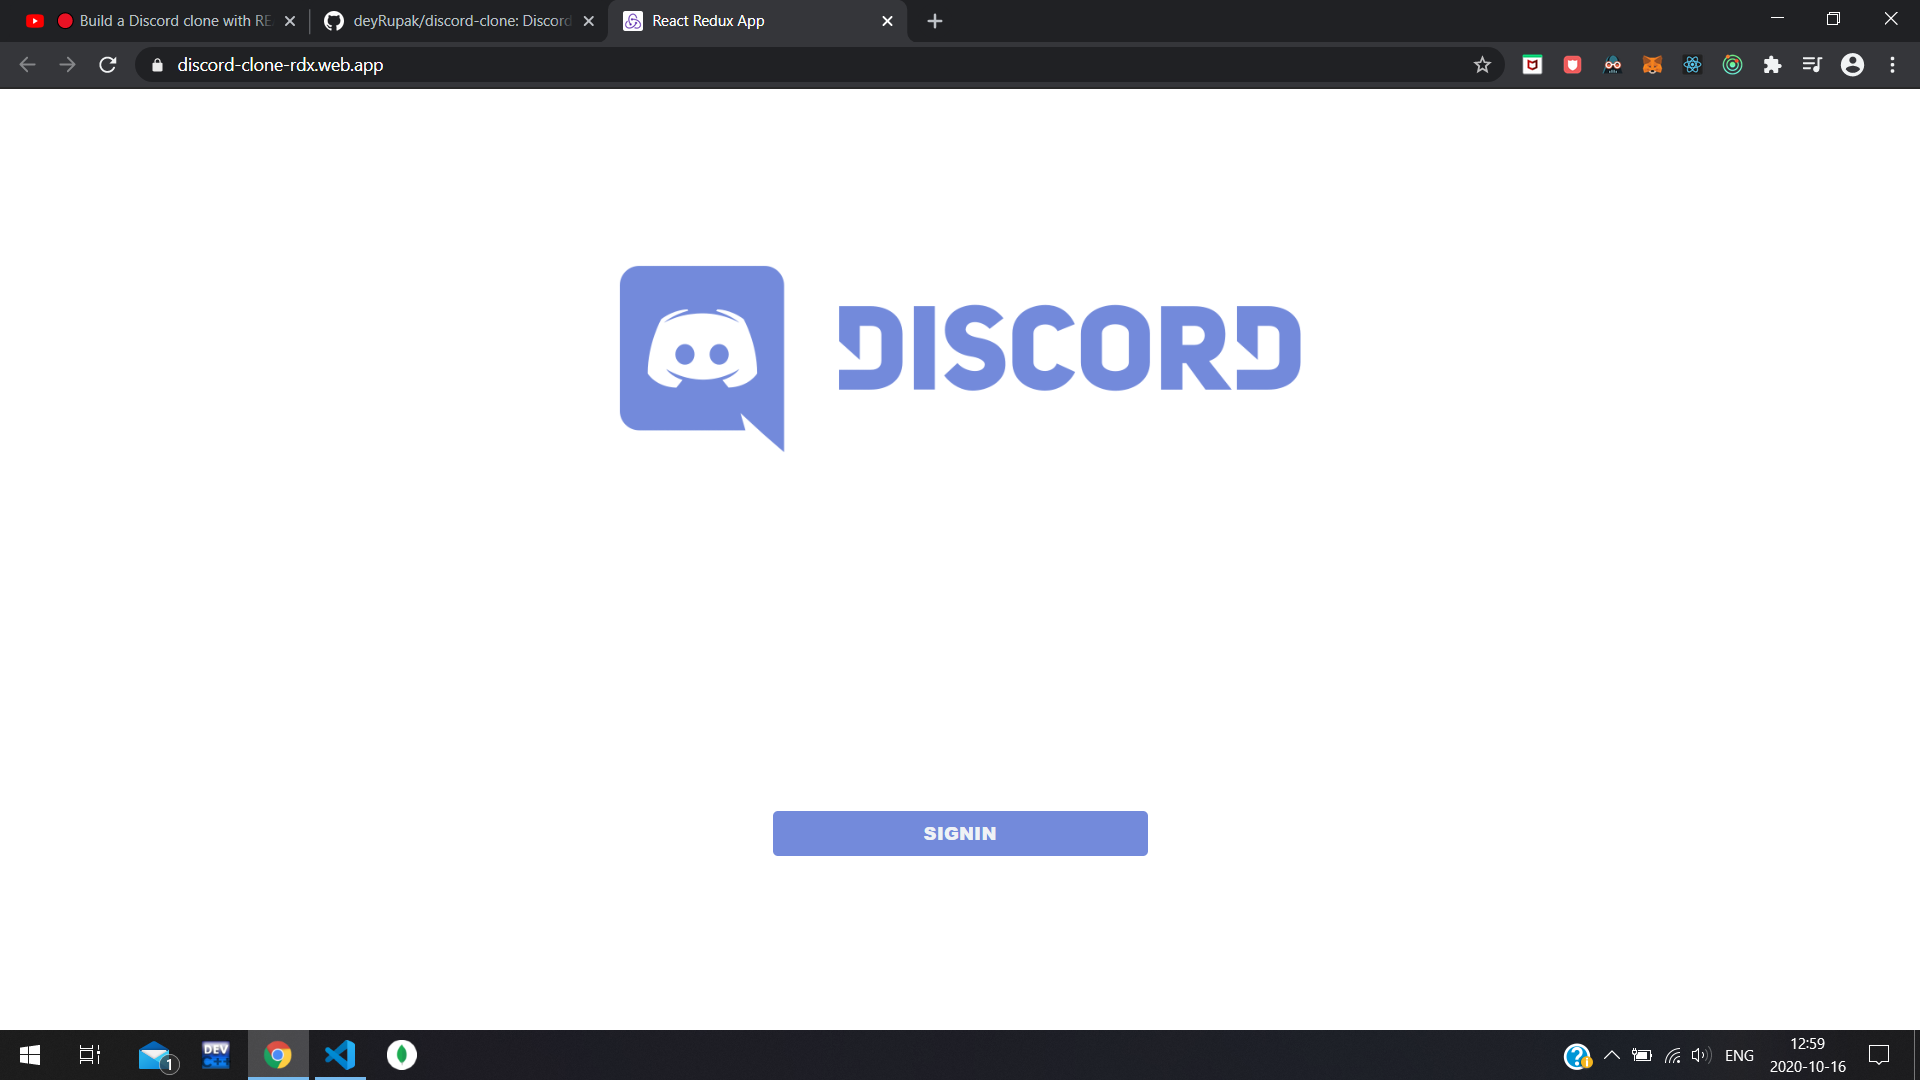 Build a Discord clone with RE
deyRupak/discord-clone: Discord
React Redux App
discord-clone-rdx.web.app
DISCORD
SIGNIN
1
DEV
C++
ENG
12:59
2020-10-16